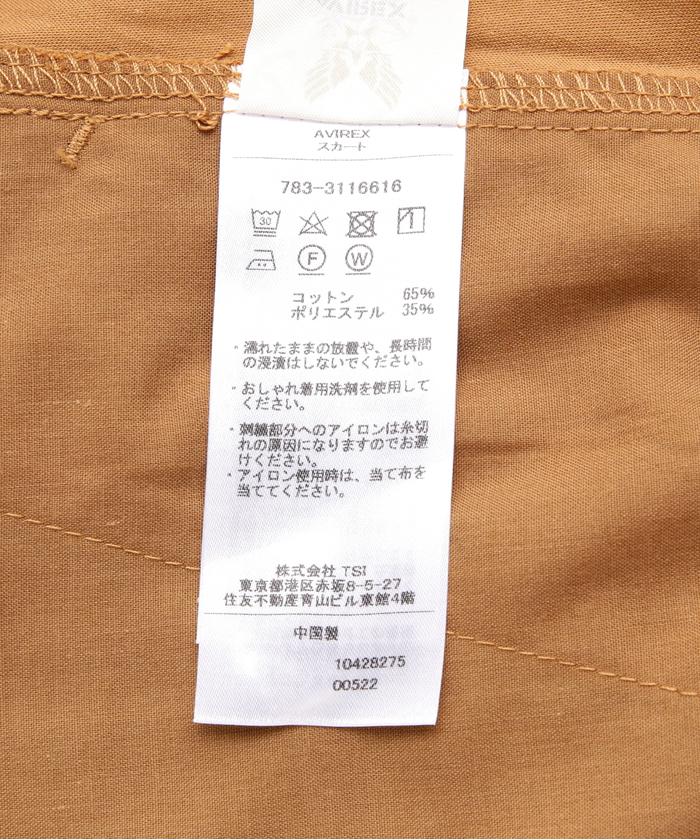 AVIREX
スカート
783-3116616
30
F W
コットン 65%
ポリエステル 35%
・濡れたままの放置や、長時間
の浸漬はしないでください。
・おしゃれ着用洗剤を使用して
ください。
・刺繍部分へのアイロンは糸切
れの原因になりますのでお避
けください。
・アイロン使用時は、当て布を
当ててください。
株式会社 TSI
東京都港区赤坂8-5-27
住友不動産青山ビル東館4階
中国製
10428275
00522